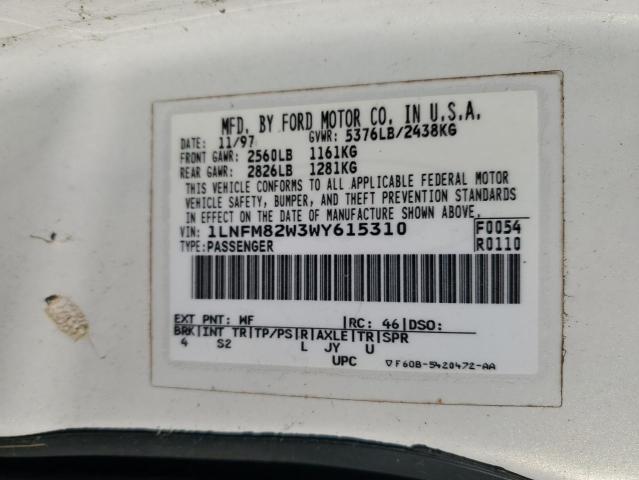 MFD. BY FORD MOTOR CO. IN U.S.A.
DATE: 11/97 GVWR: 5376LB/2438KG
FRONT GAWR: 2560LB 1161KG
REAR GAWR: 2826LB 1281KG
THIS VEHICLE CONFORMS TO ALL APPLICABLE FEDERAL MOTOR
VEHICLE SAFETY, BUMPER, AND THEFT PREVENTION STANDARDS
IN EFFECT ON THE DATE OF MANUFACTURE SHOWN ABOVE.
VIN: 1LNFM82W3WY615310 F0054
TYPE: PASSENGER R0110
EXT PNT: WF RC: 46 DSO:
BRK INT TR TP/PS R AXLE TR SPR
4 S2 L JY U
UPC ▽F60B-5420472-AA